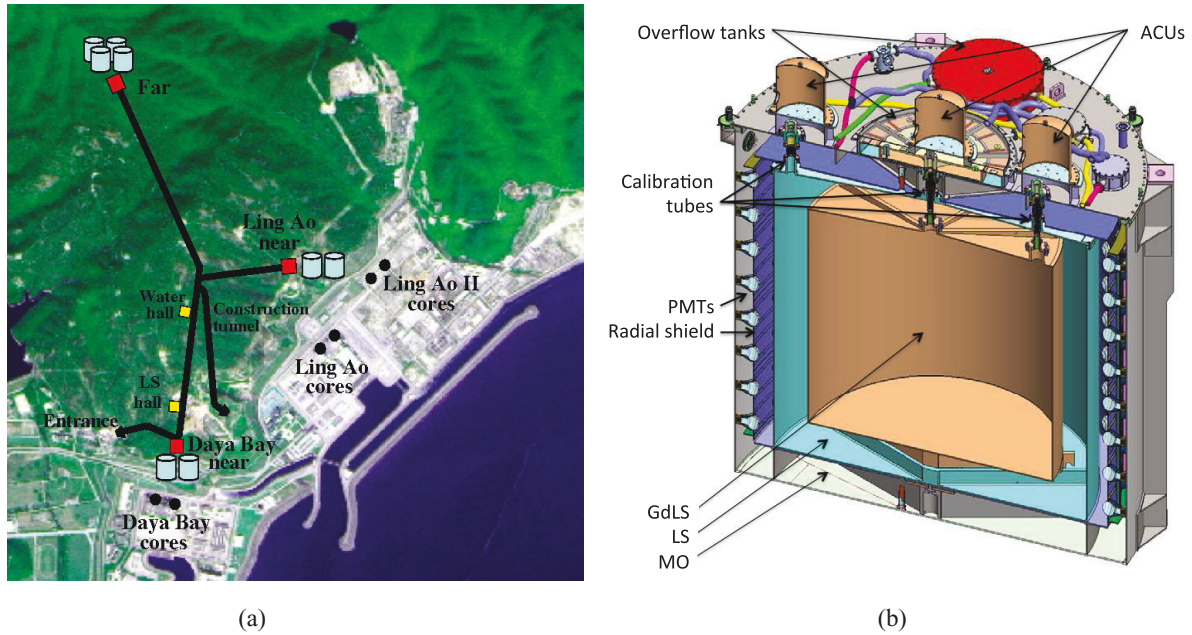 Far
Ling Ao
near
Ling Ao II
cores
Water
hall
Construction
tunnel
Ling Ao
cores
LS
hall
Entrance
Daya Bay
near
Daya Bay
cores
(a)
Overflow tanks
ACUs
Calibration
tubes
PMTs
Radial shield
GdLS
LS
MO
(b)